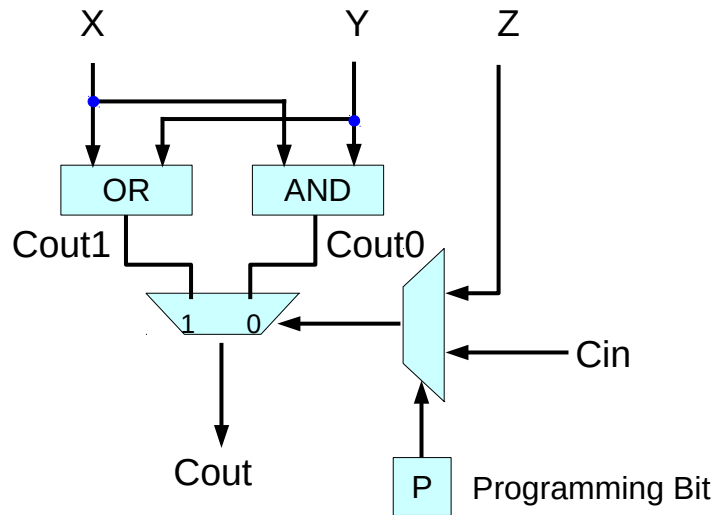 X Y Z
OR AND
Cout1 Cout0
1 0
Cin
Cout
P Programming Bit